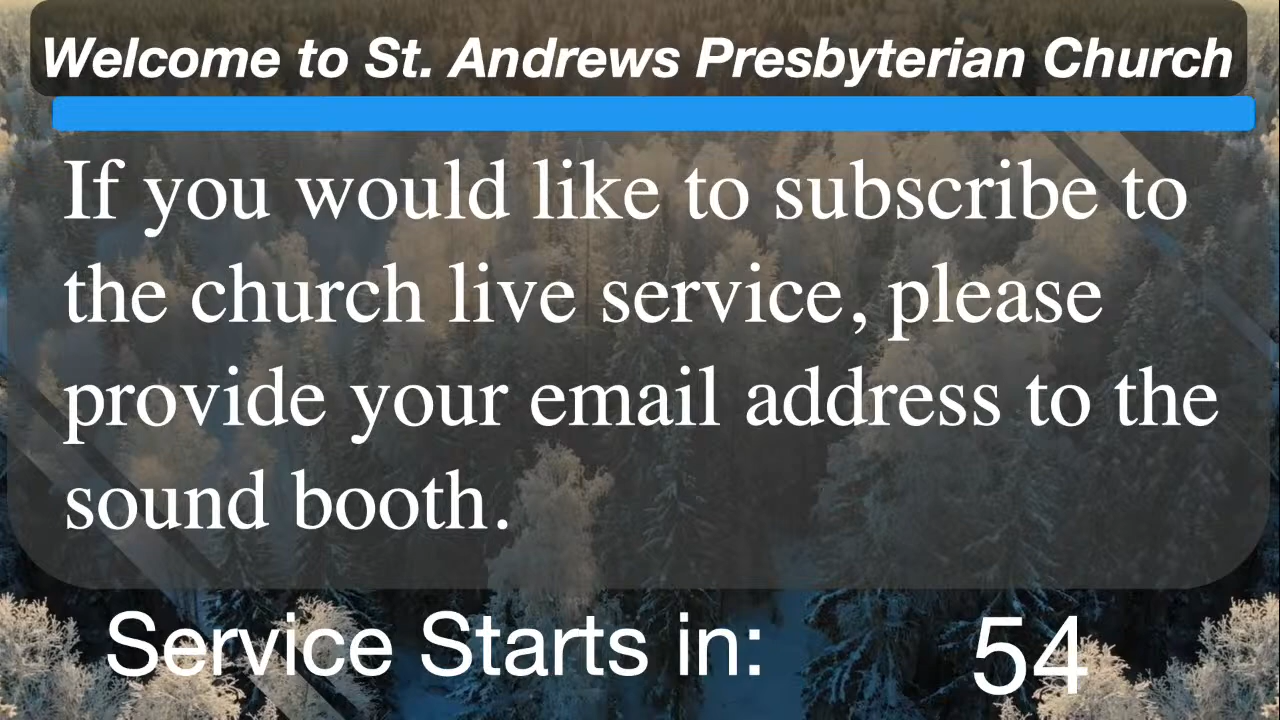 Welcome to St. Andrews Presbyterian Church
If you would like to subscribe to
the church live service, please
provide your email address to the
sound booth.
Service Starts in: 54